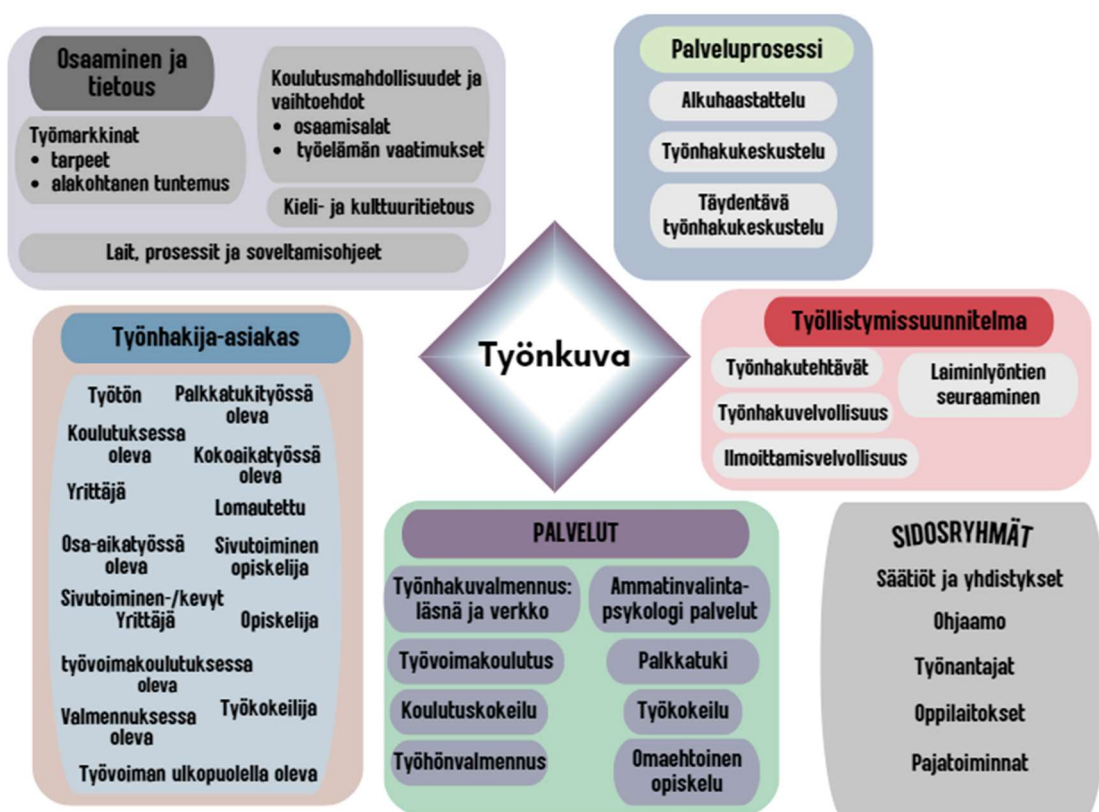 Osaaminen ja
tietous
Työmarkkinat
• tarpeet
• alakohtanen tuntemus
Koulutusmahdollisuudet ja
vaihtoehdot
• osaamisalat
• työelämän vaatimukset
Kieli- ja kulttuuritietous
Lait, prosessit ja soveltamisohjeet
Palveluprosessi
Alkuhaastattelu
Työnhakukeskustelu
Täydentävä
työnhakukeskustelu
Työnkuva
Työnhakija-asiakas
Työtön
Palkkatukityössä
oleva
Koulutuksessa
oleva
Kokoaikatyössä
oleva
Yrittäjä
Lomautettu
Osa-aikatyössä
oleva
Sivutoiminen
opiskelija
Sivutoiminen-/kevyt
Yrittäjä
Opiskelija
työvoimakoulutuksessa
oleva
Työkokeilija
Valmennuksessa
oleva
Työvoiman ulkopuolella oleva
Työllistymissuunnitelma
Työnhakutehtävät
Laiminlyöntien
seuraaminen
Työnhakuvelvollisuus
Ilmoittamisvelvollisuus
PALVELUT
Työnhakuvalmennus:
läsnä ja verkko
Ammatinvalinta-
psykologi palvelut
Työvoimakoulutus
Palkkatuki
Koulutuskokeilu
Työkokeilu
Työhönvalmennus
Omaehtoinen
opiskelu
SIDOSRYHMÄT
Säätiöt ja yhdistykset
Ohjaamo
Työnantajat
Oppilaitokset
Pajatoiminnat